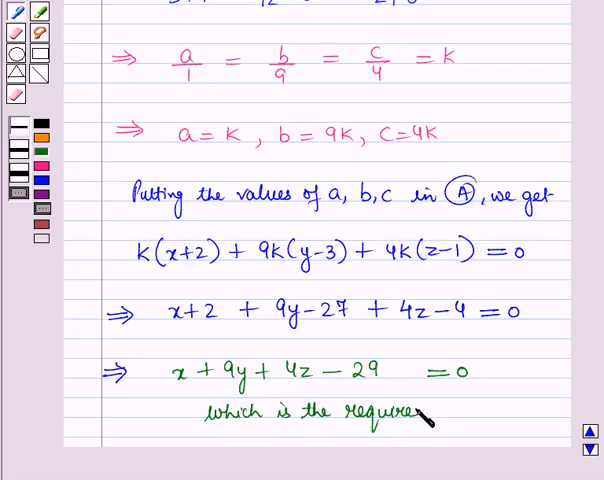 ⇒ a/1 = b/9 = c/4 = K
⇒ a = K , b = 9K , c = 4K
Putting the values of a, b, c in Ⓐ, we get
K(x+2) + 9K(y-3) + 4K(z-1) = 0
⇒ x+2 + 9y-27 + 4z-4 = 0
⇒ x + 9y + 4z - 29 = 0
which is the require